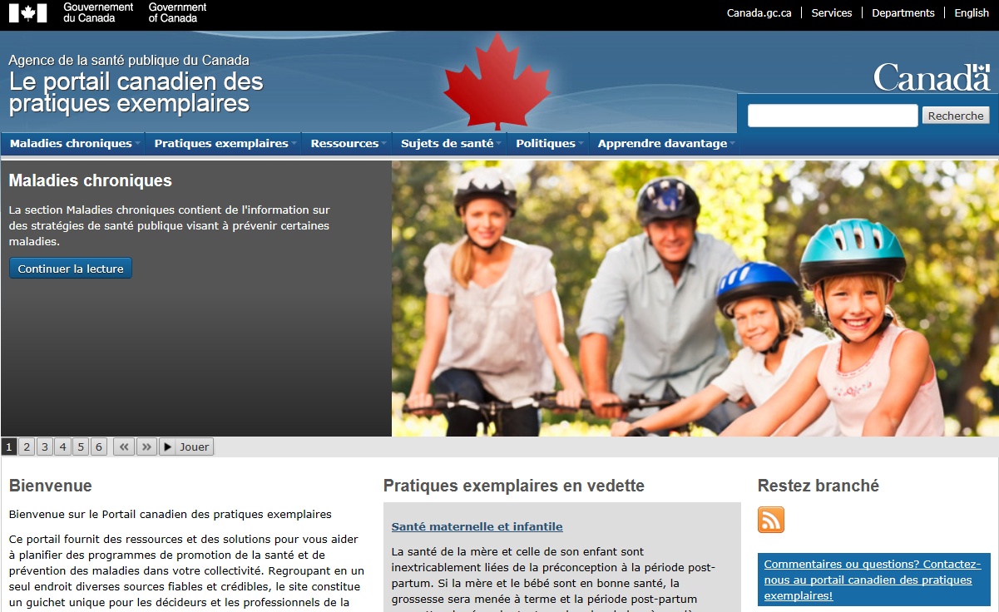 Gouvernement
du Canada
Government
of Canada
Canada.gc.ca
Services
Departments
English
Agence de la santé publique du Canada
Le portail canadien des
pratiques exemplaires
Canada
Recherche
Maladies chroniques
Pratiques exemplaires
Ressources
Sujets de santé
Politiques
Apprendre davantage
Maladies chroniques
La section Maladies chroniques contient de l'information sur
des stratégies de santé publique visant à prévenir certaines
maladies.
Continuer la lecture
1 2 3 4 5 6 « » Jouer
Bienvenue
Bienvenue sur le Portail canadien des pratiques exemplaires
Ce portail fournit des ressources et des solutions pour vous aider
à planifier des programmes de promotion de la santé et de
prévention des maladies dans votre collectivité. Regroupant en un
seul endroit diverses sources fiables et crédibles, le site constitue
un guichet unique pour les décideurs et les professionnels de la
Pratiques exemplaires en vedette
Santé maternelle et infantile
La santé de la mère et celle de son enfant sont
inextricablement liées de la préconception à la période post-
partum. Si la mère et le bébé sont en bonne santé, la
grossesse sera menée à terme et la période post-partum
Restez branché
Commentaires ou questions? Contactez-
nous au portail canadien des pratiques
exemplaires!